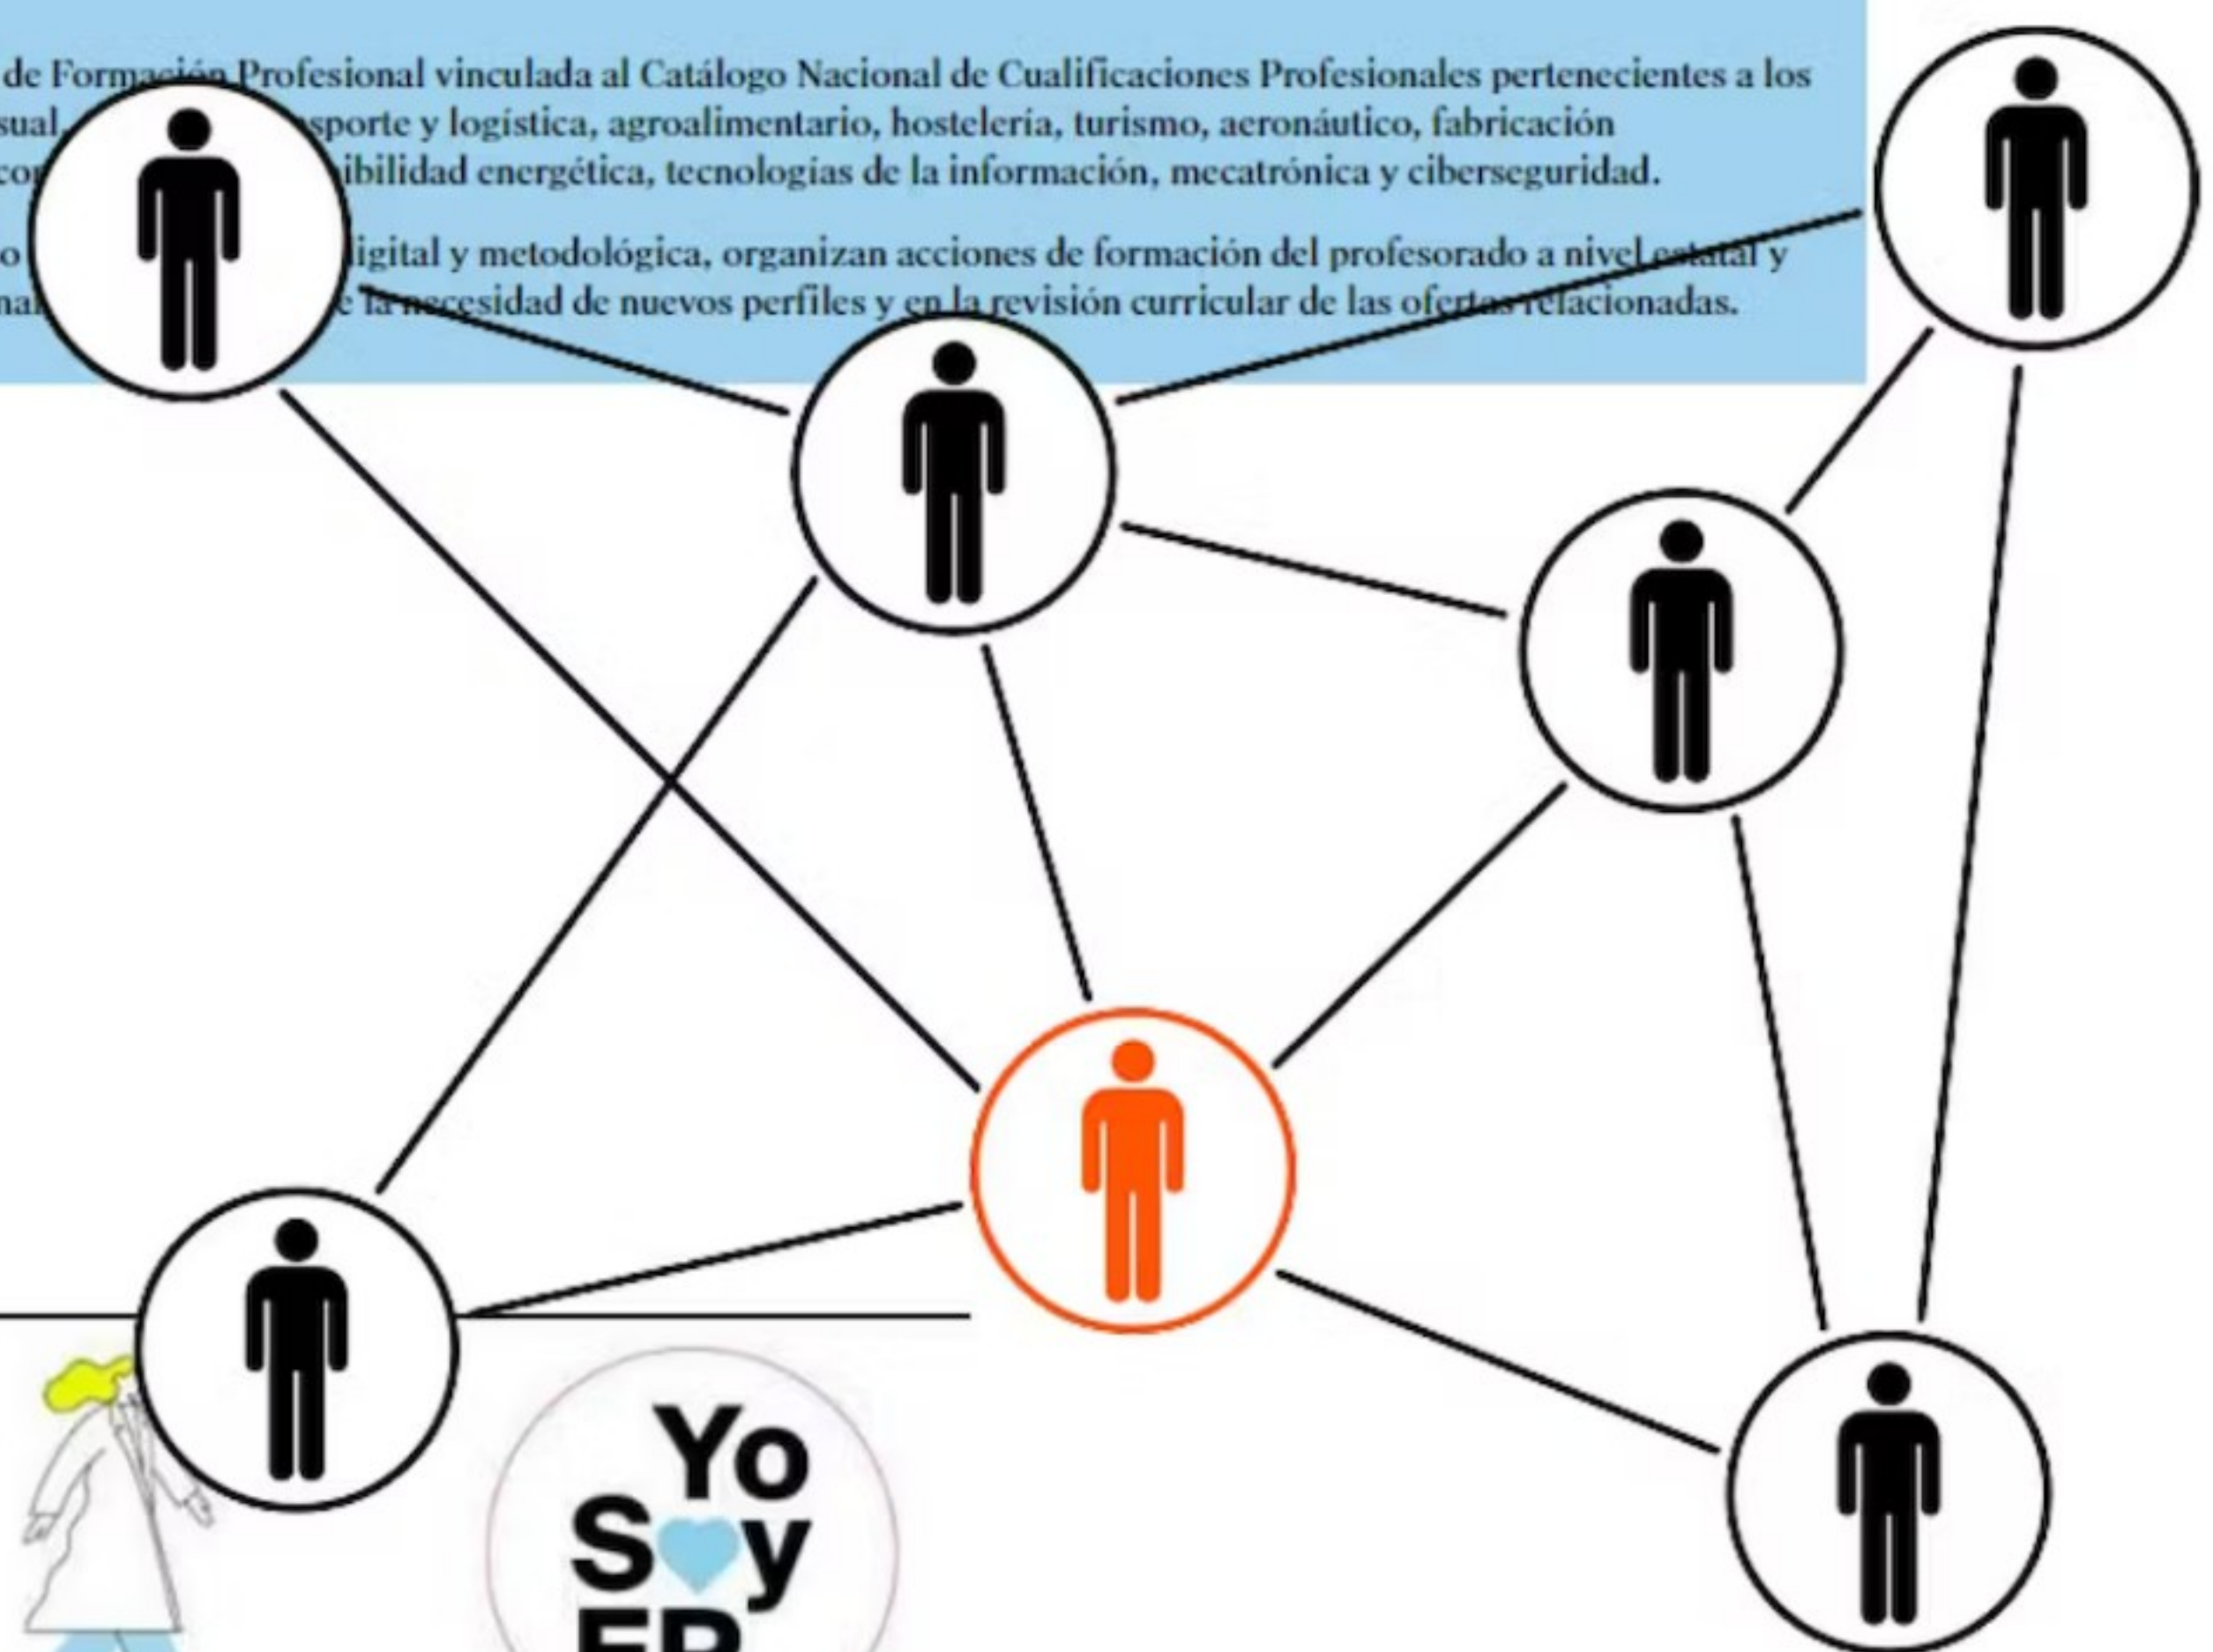 de Formación Profesional vinculada al Catálogo Nacional de Cualificaciones Profesionales pertenecientes a los
sporte y logística, agroalimentario, hostelería, turismo, aeronáutico, fabricación
ibilidad energética, tecnologías de la información, mecatrónica y ciberseguridad.
igital y metodológica, organizan acciones de formación del profesorado a nivel estatal y
e la necesidad de nuevos perfiles y en la revisión curricular de las ofertas relacionadas.
Yo
Soy
FP